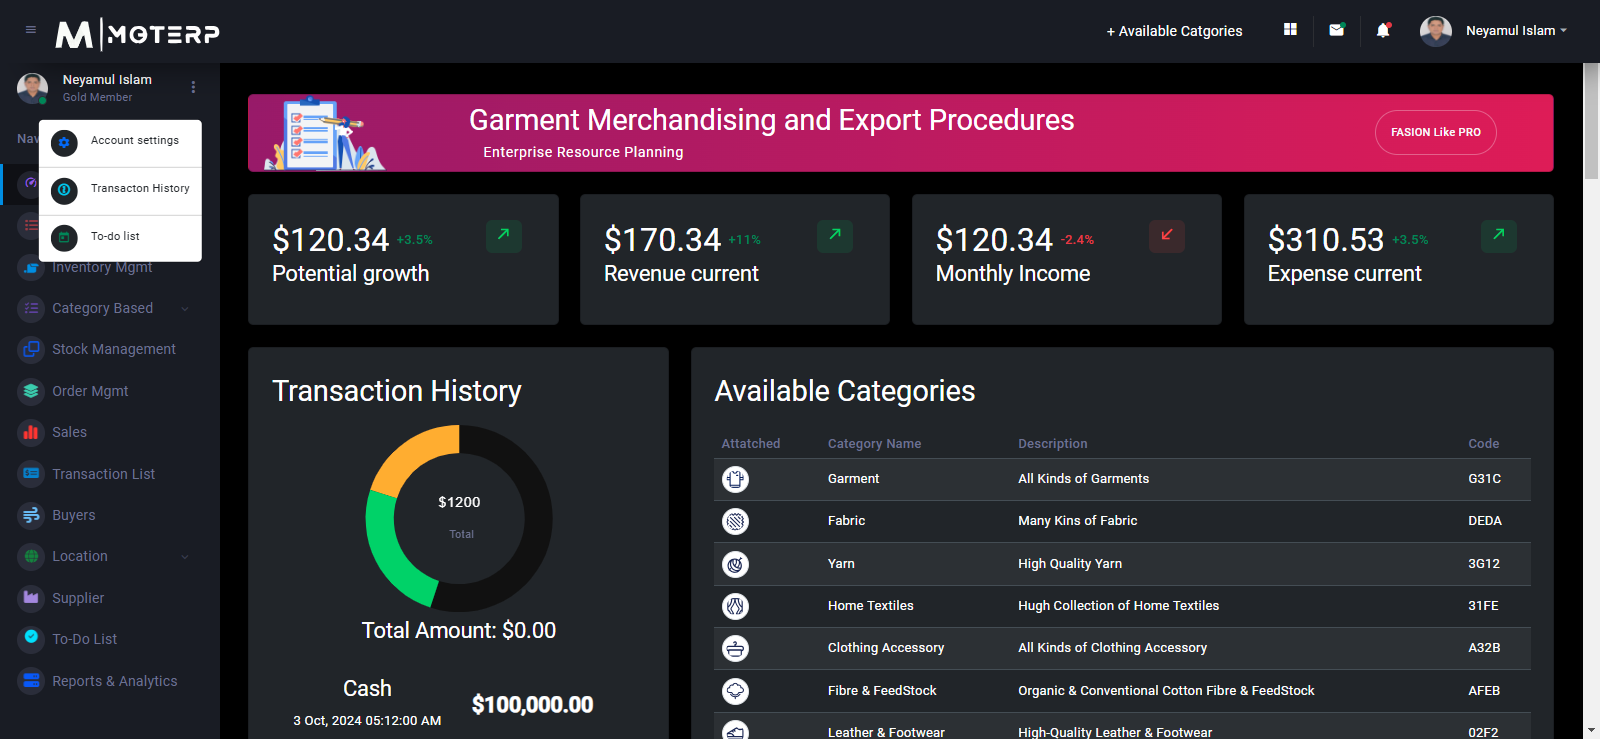 MOTERP
+ Available Catgories
Neyamul Islam
Neyamul Islam
Gold Member
Nav
Account settings
Transacton History
To-do list
Inventory Mgmt
Category Based
Stock Management
Order Mgmt
Sales
Transaction List
Buyers
Location
Supplier
To-Do List
Reports & Analytics
Garment Merchandising and Export Procedures
Enterprise Resource Planning
FASION Like PRO
$120.34 +3.5%
Potential growth
$170.34 +11%
Revenue current
$120.34 -2.4%
Monthly Income
$310.53 +3.5%
Expense current
Transaction History
$1200
Total
Total Amount: $0.00
Cash
3 Oct, 2024 05:12:00 AM
$100,000.00
Available Categories
Attatched Category Name Description Code
Garment All Kinds of Garments G31C
Fabric Many Kins of Fabric DEDA
Yarn High Quality Yarn 3G12
Home Textiles Hugh Collection of Home Textiles 31FE
Clothing Accessory All Kinds of Clothing Accessory A32B
Fibre & FeedStock Organic & Conventional Cotton Fibre & FeedStock AFEB
Leather & Footwear High-Quality Leather & Footwear 02F2